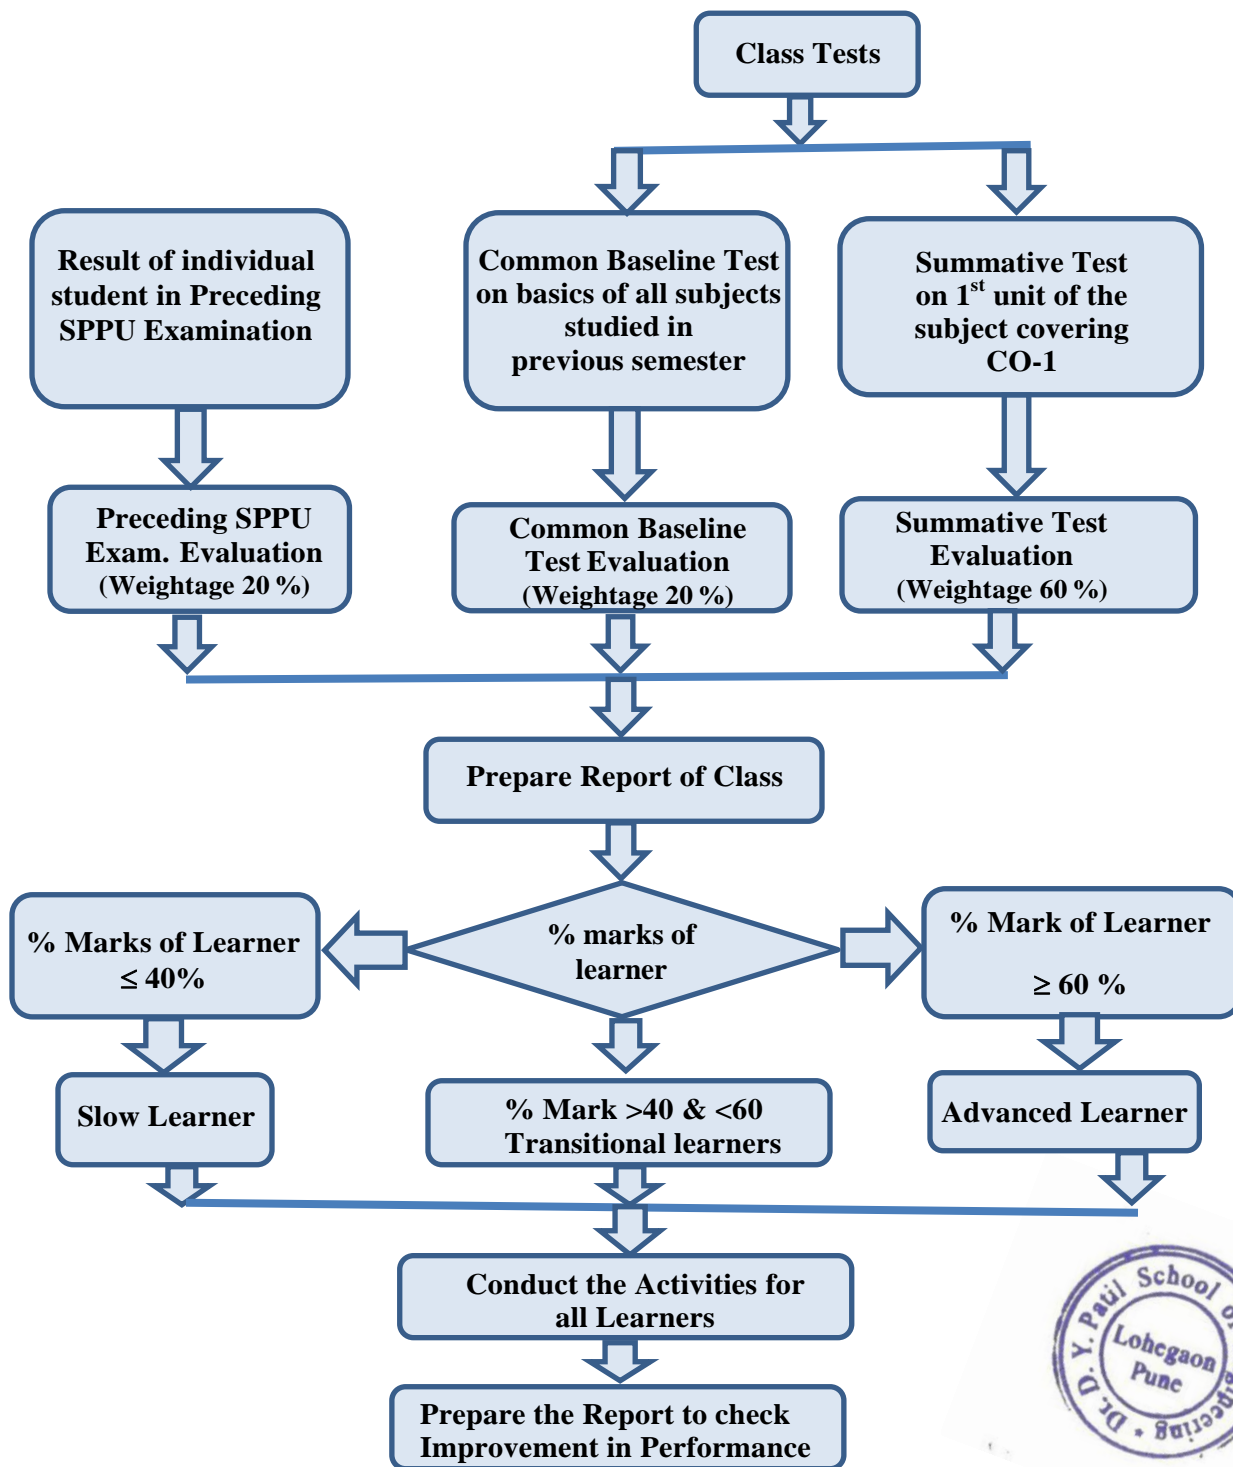 Class Tests
Result of individual
student in Preceding
SPPU Examination
Common Baseline Test
on basics of all subjects
studied in
previous semester
Summative Test
on 1st unit of the
subject covering
CO-1
Preceding SPPU
Exam. Evaluation
(Weightage 20 %)
Common Baseline
Test Evaluation
(Weightage 20 %)
Summative Test
Evaluation
(Weightage 60 %)
Prepare Report of Class
% Marks of Learner
≤ 40%
% marks of
learner
% Mark of Learner
≥ 60 %
Slow Learner
% Mark >40 & <60
Transitional learners
Advanced Learner
Conduct the Activities for
all Learners
Prepare the Report to check
Improvement in Performance
Dr. D. Y. Patil School of
Lohegaon
Pune